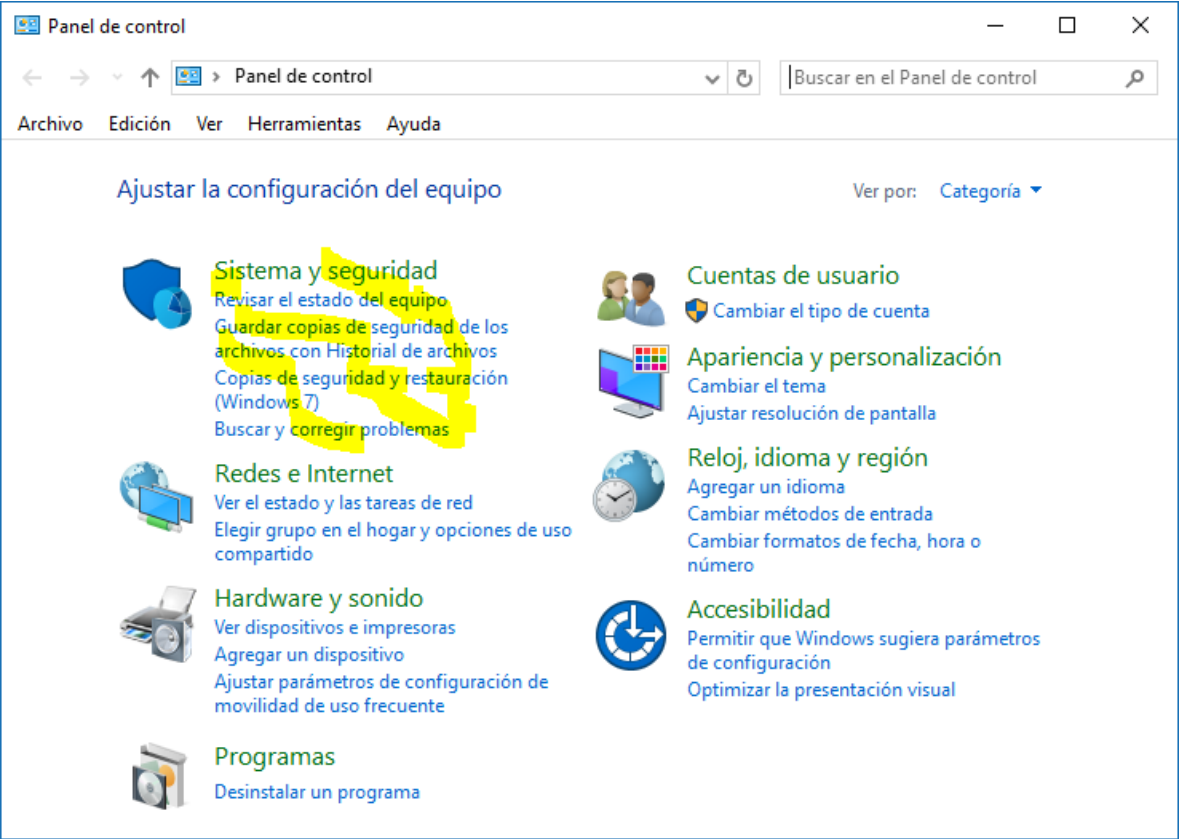 Panel de control
Panel de control
Buscar en el Panel de control
Archivo Edición Ver Herramientas Ayuda
Ajustar la configuración del equipo
Ver por: Categoría
Sistema y seguridad
Revisar el estado del equipo
Guardar copias de seguridad de los
archivos con Historial de archivos
Copias de seguridad y restauración
(Windows 7)
Buscar y corregir problemas
Redes e Internet
Ver el estado y las tareas de red
Elegir grupo en el hogar y opciones de uso
compartido
Hardware y sonido
Ver dispositivos e impresoras
Agregar un dispositivo
Ajustar parámetros de configuración de
movilidad de uso frecuente
Programas
Desinstalar un programa
Cuentas de usuario
Cambiar el tipo de cuenta
Apariencia y personalización
Cambiar el tema
Ajustar resolución de pantalla
Reloj, idioma y región
Agregar un idioma
Cambiar métodos de entrada
Cambiar formatos de fecha, hora o
número
Accesibilidad
Permitir que Windows sugiera parámetros
de configuración
Optimizar la presentación visual